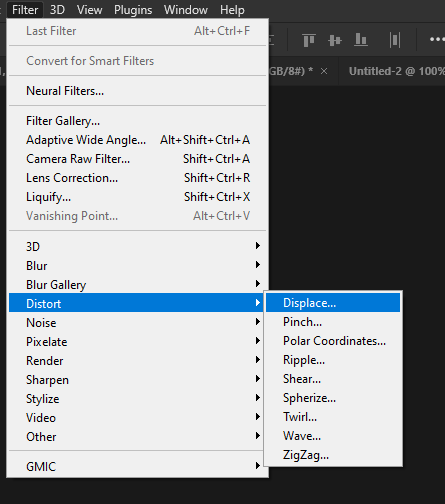 Filter 3D View Plugins Window Help
Last Filter Alt+Ctrl+F
Convert for Smart Filters
GB/8#) * × Untitled-2 @ 100%
Neural Filters...
Filter Gallery...
Adaptive Wide Angle... Alt+Shift+Ctrl+A
Camera Raw Filter... Shift+Ctrl+A
Lens Correction... Shift+Ctrl+R
Liquify... Shift+Ctrl+X
Vanishing Point... Alt+Ctrl+V
3D
Blur
Blur Gallery
Distort
Noise
Pixelate
Render
Sharpen
Stylize
Video
Other
GMIC
Displace...
Pinch...
Polar Coordinates...
Ripple...
Shear...
Spherize...
Twirl...
Wave...
ZigZag...